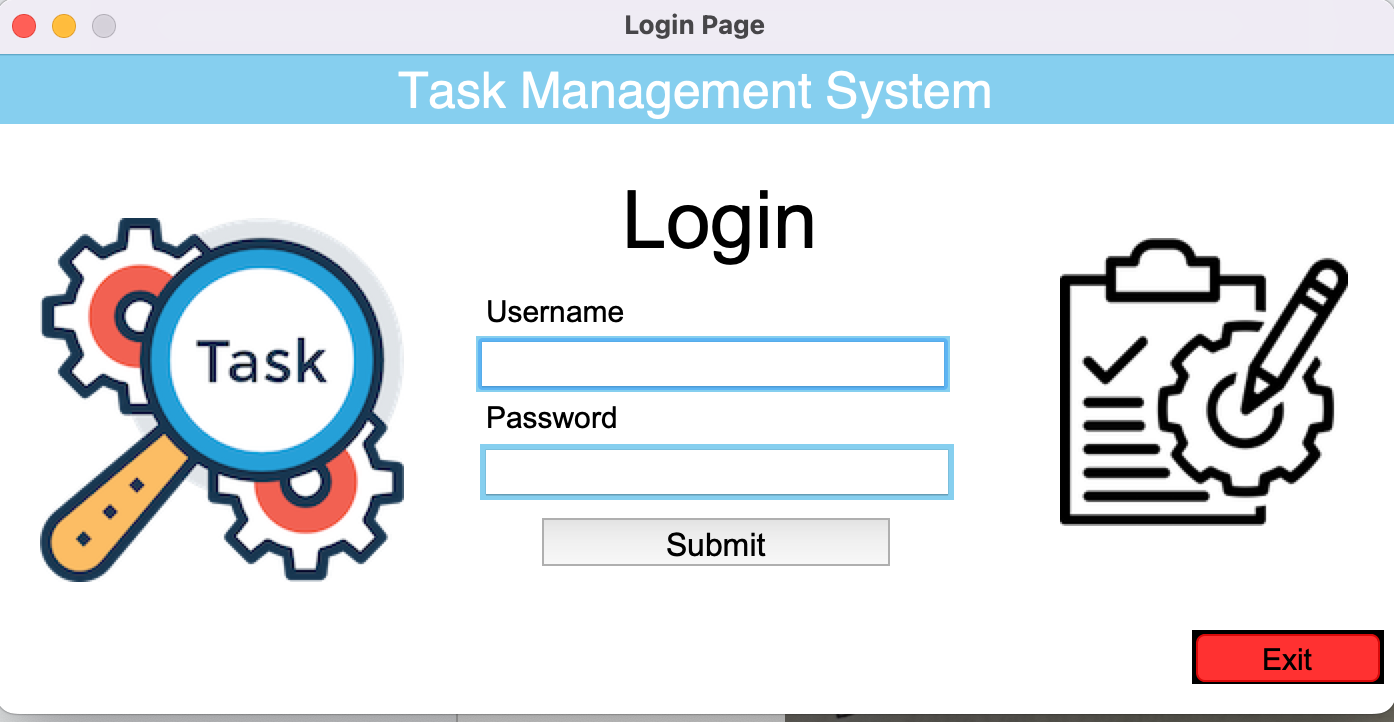 Login Page
Task Management System
Login
Task
Username
Password
Submit
Exit